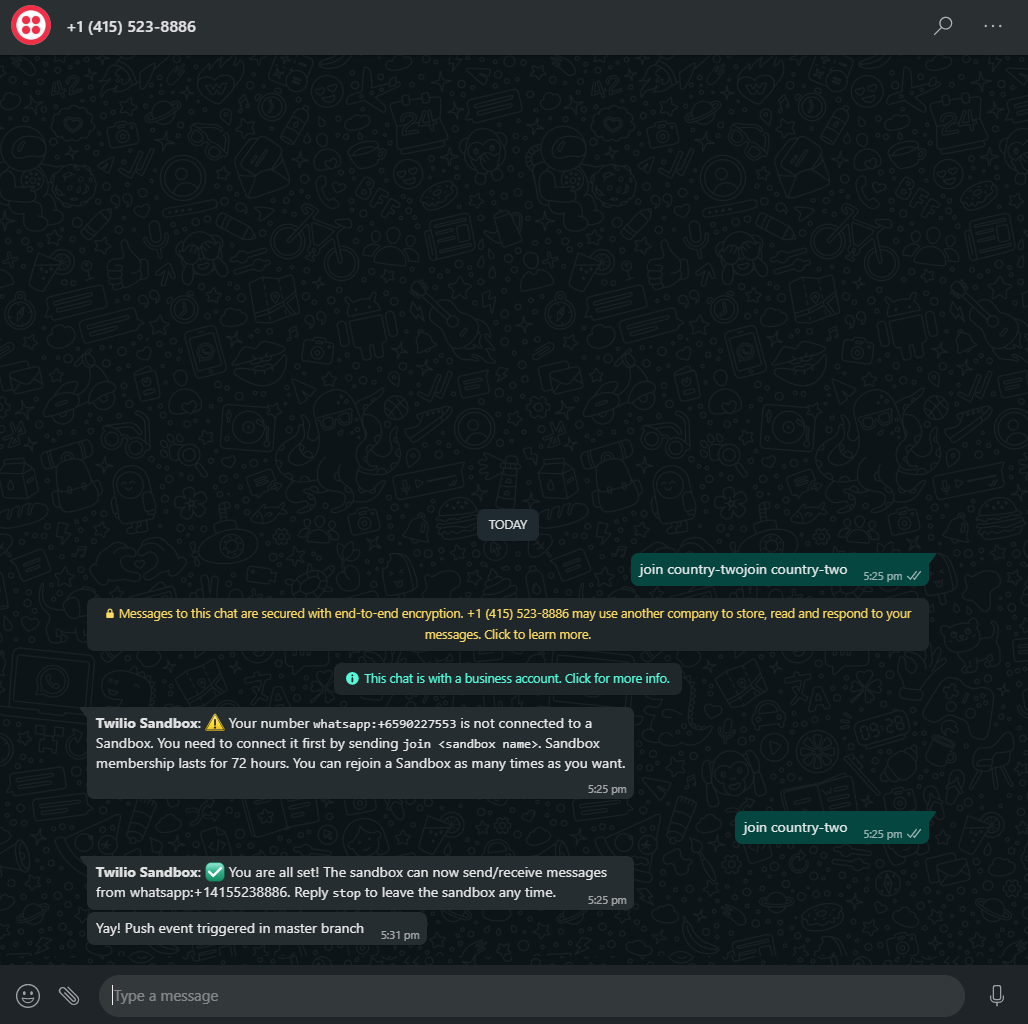 +1 (415) 523-8886
TODAY
join country-twojoin country-two
5:25 pm
Messages to this chat are secured with end-to-end encryption. +1 (415) 523-8886 may use another company to store, read and respond to your
messages. Click to learn more.
This chat is with a business account. Click for more info.
Twilio Sandbox: ⚠️ Your number whatsapp:+6590227553 is not connected to a
Sandbox. You need to connect it first by sending join <sandbox name>. Sandbox
membership lasts for 72 hours. You can rejoin a Sandbox as many times as you want.
5:25 pm
join country-two
5:25 pm
Twilio Sandbox: ✅ You are all set! The sandbox can now send/receive messages
from whatsapp:+14155238886. Reply stop to leave the sandbox any time.
5:25 pm
Yay! Push event triggered in master branch
5:31 pm
Type a message